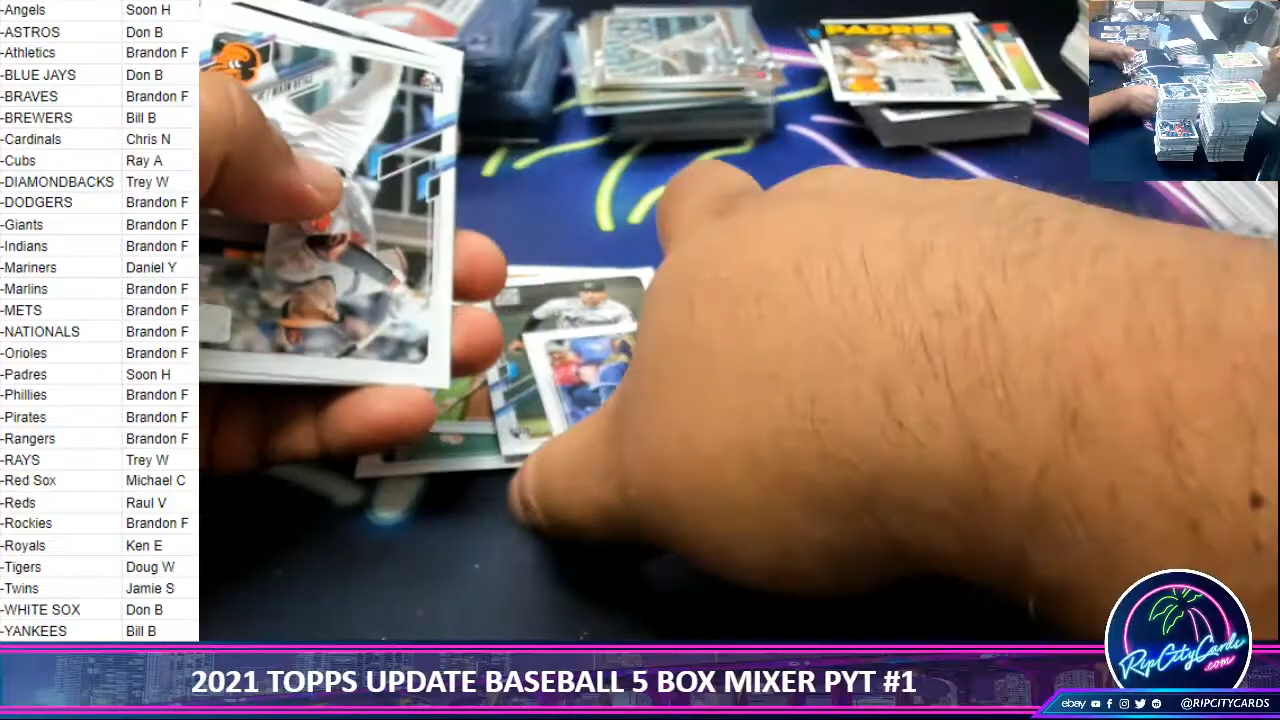 -Angels Soon H
-ASTROS Don B
-Athletics Brandon F
-BLUE JAYS Don B
-BRAVES Brandon F
-BREWERS Bill B
-Cardinals Chris N
-Cubs Ray A
-DIAMONDBACKS Trey W
-DODGERS Brandon F
-Giants Brandon F
-Indians Brandon F
-Mariners Daniel Y
-Marlins Brandon F
-METS Brandon F
-NATIONALS Brandon F
-Orioles Brandon F
-Padres Soon H
-Phillies Brandon F
-Pirates Brandon F
-Rangers Brandon F
-RAYS Trey W
-Red Sox Michael C
-Reds Raul V
-Rockies Brandon F
-Royals Ken E
-Tigers Doug W
-Twins Jamie S
-WHITE SOX Don B
-YANKEES Bill B
PADRES
RipCityCards
.com
2021 TOPPS UPDATE BASEBALL 5 BOX MIXER PYT #1
ebay @RIPCITYCARDS